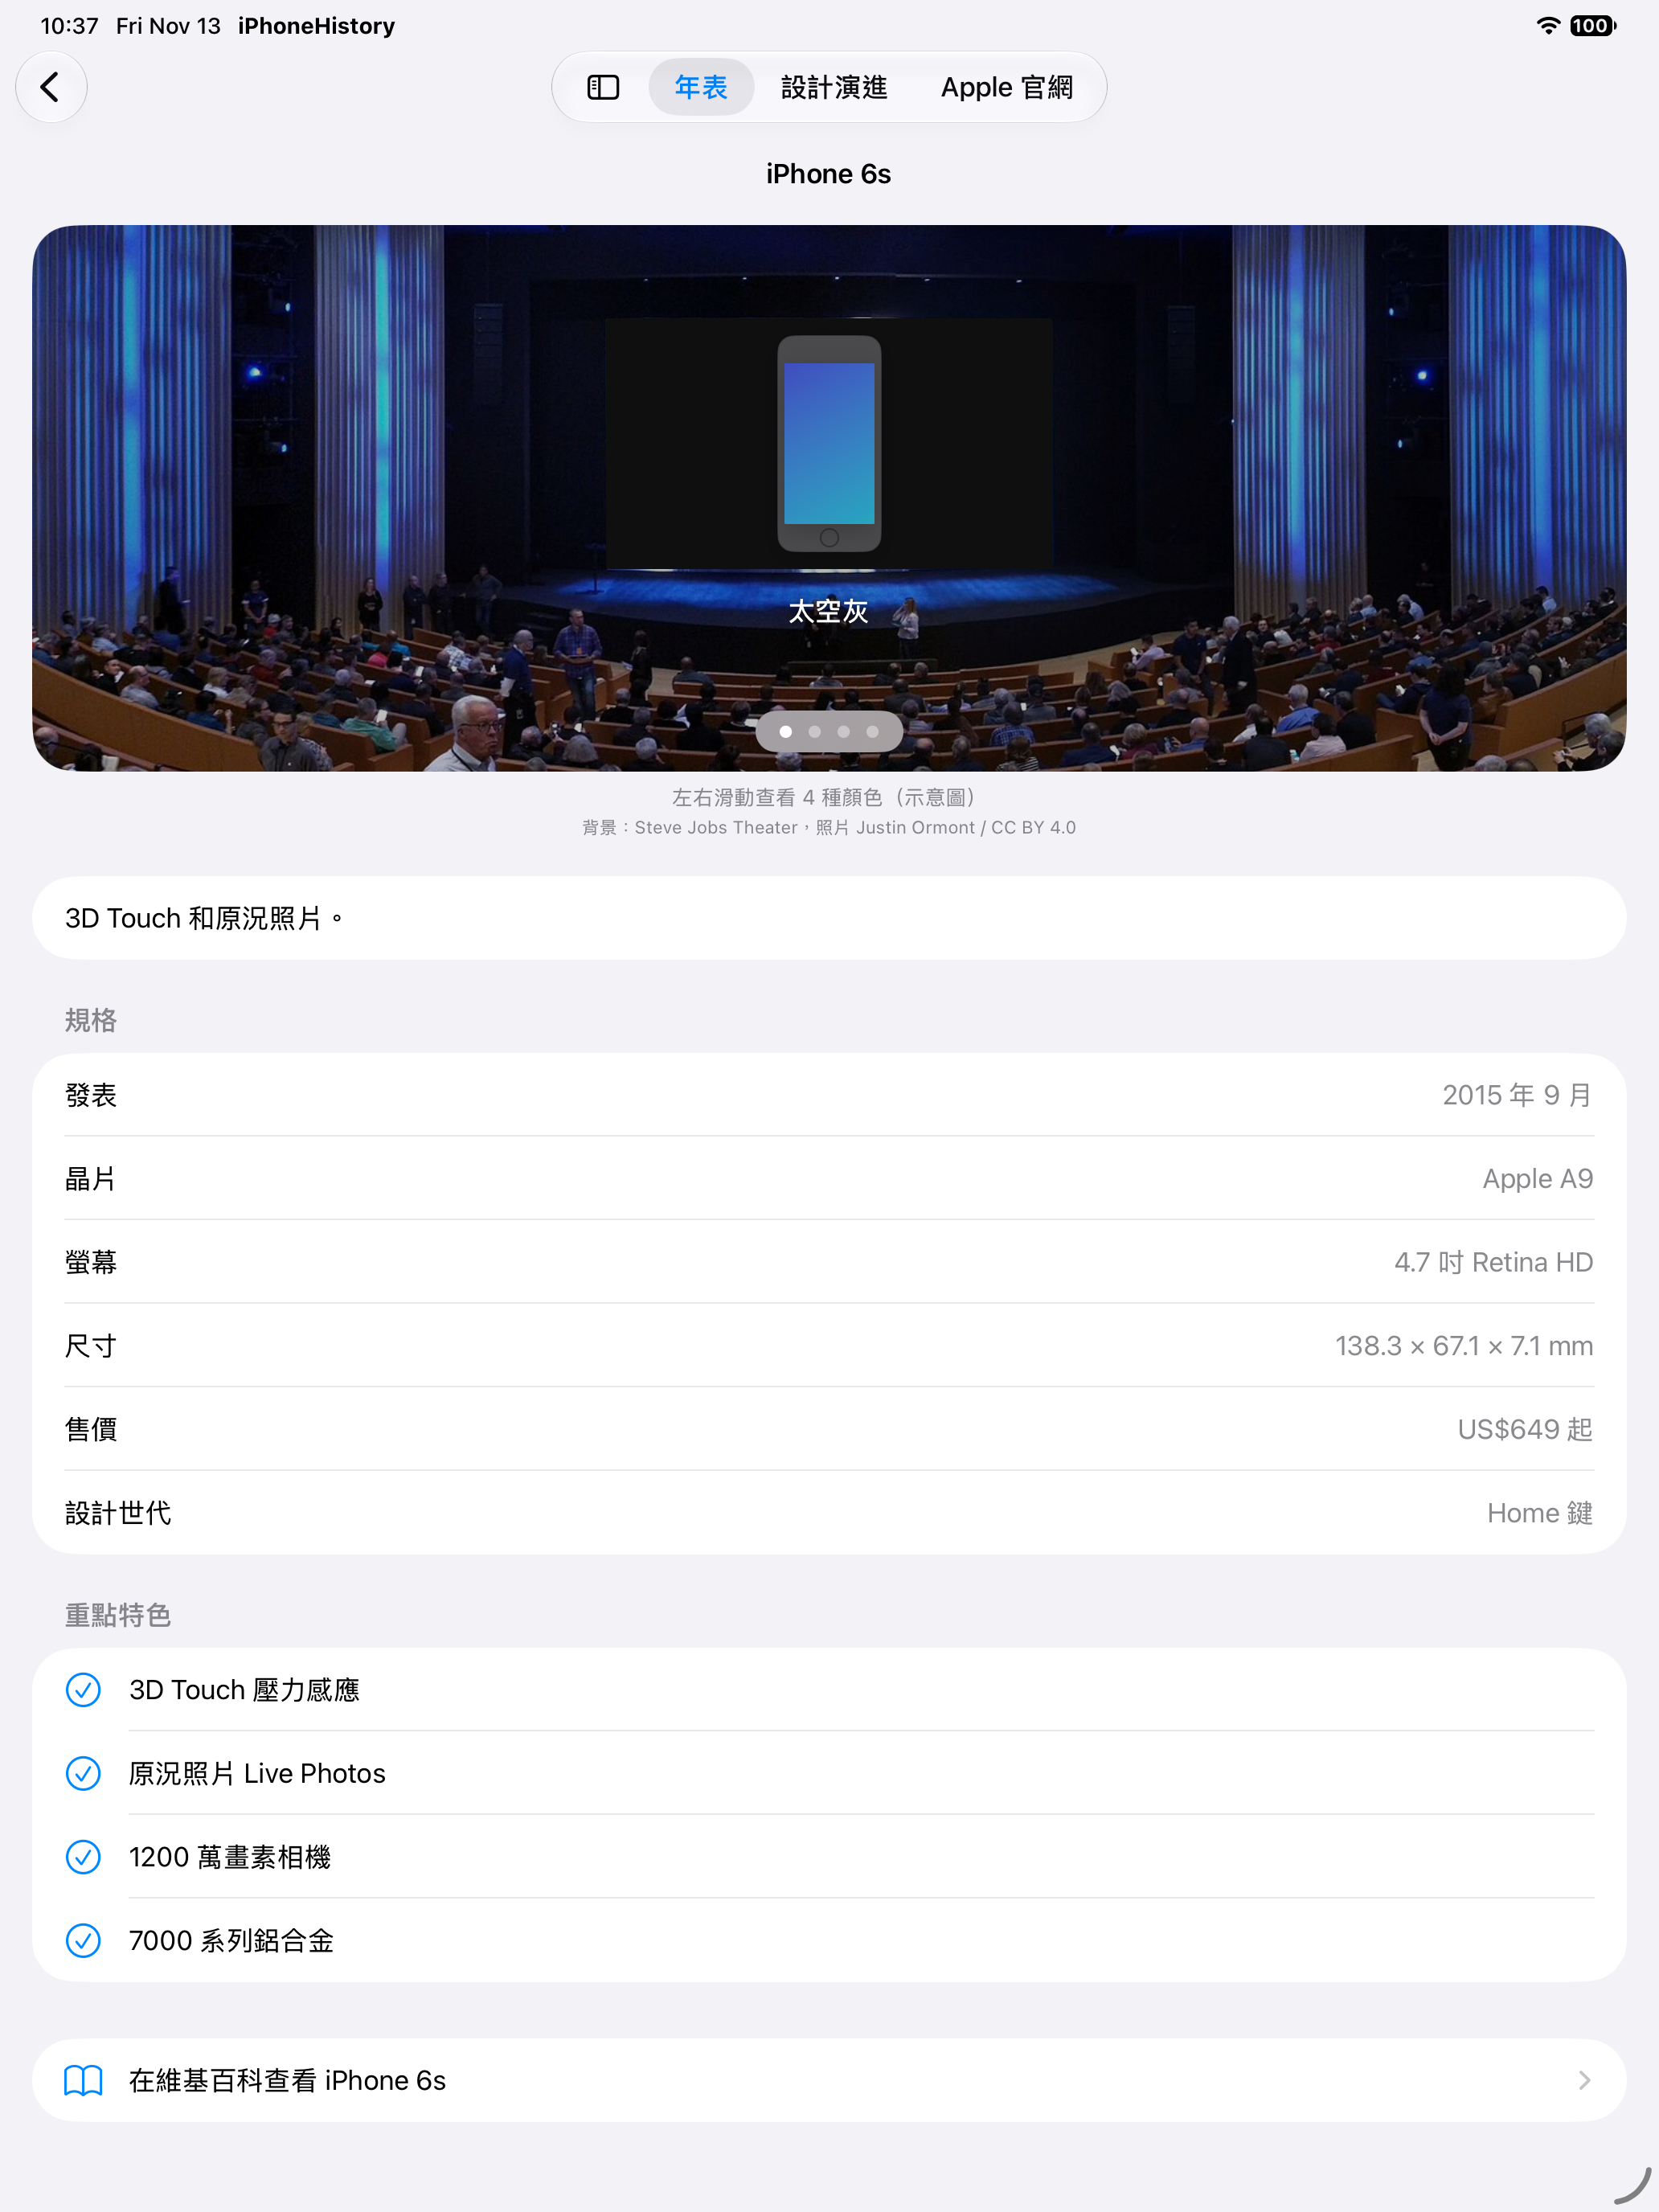 10:37 Fri Nov 13 iPhoneHistory 100
年表 設計演進 Apple 官網
iPhone 6s
太空灰
左右滑動查看 4 種顏色（示意圖）
背景：Steve Jobs Theater，照片 Justin Ormont / CC BY 4.0
3D Touch 和原況照片。
規格
發表 2015 年 9 月
晶片 Apple A9
螢幕 4.7 吋 Retina HD
尺寸 138.3 × 67.1 × 7.1 mm
售價 US$649 起
設計世代 Home 鍵
重點特色
3D Touch 壓力感應
原況照片 Live Photos
1200 萬畫素相機
7000 系列鋁合金
在維基百科查看 iPhone 6s